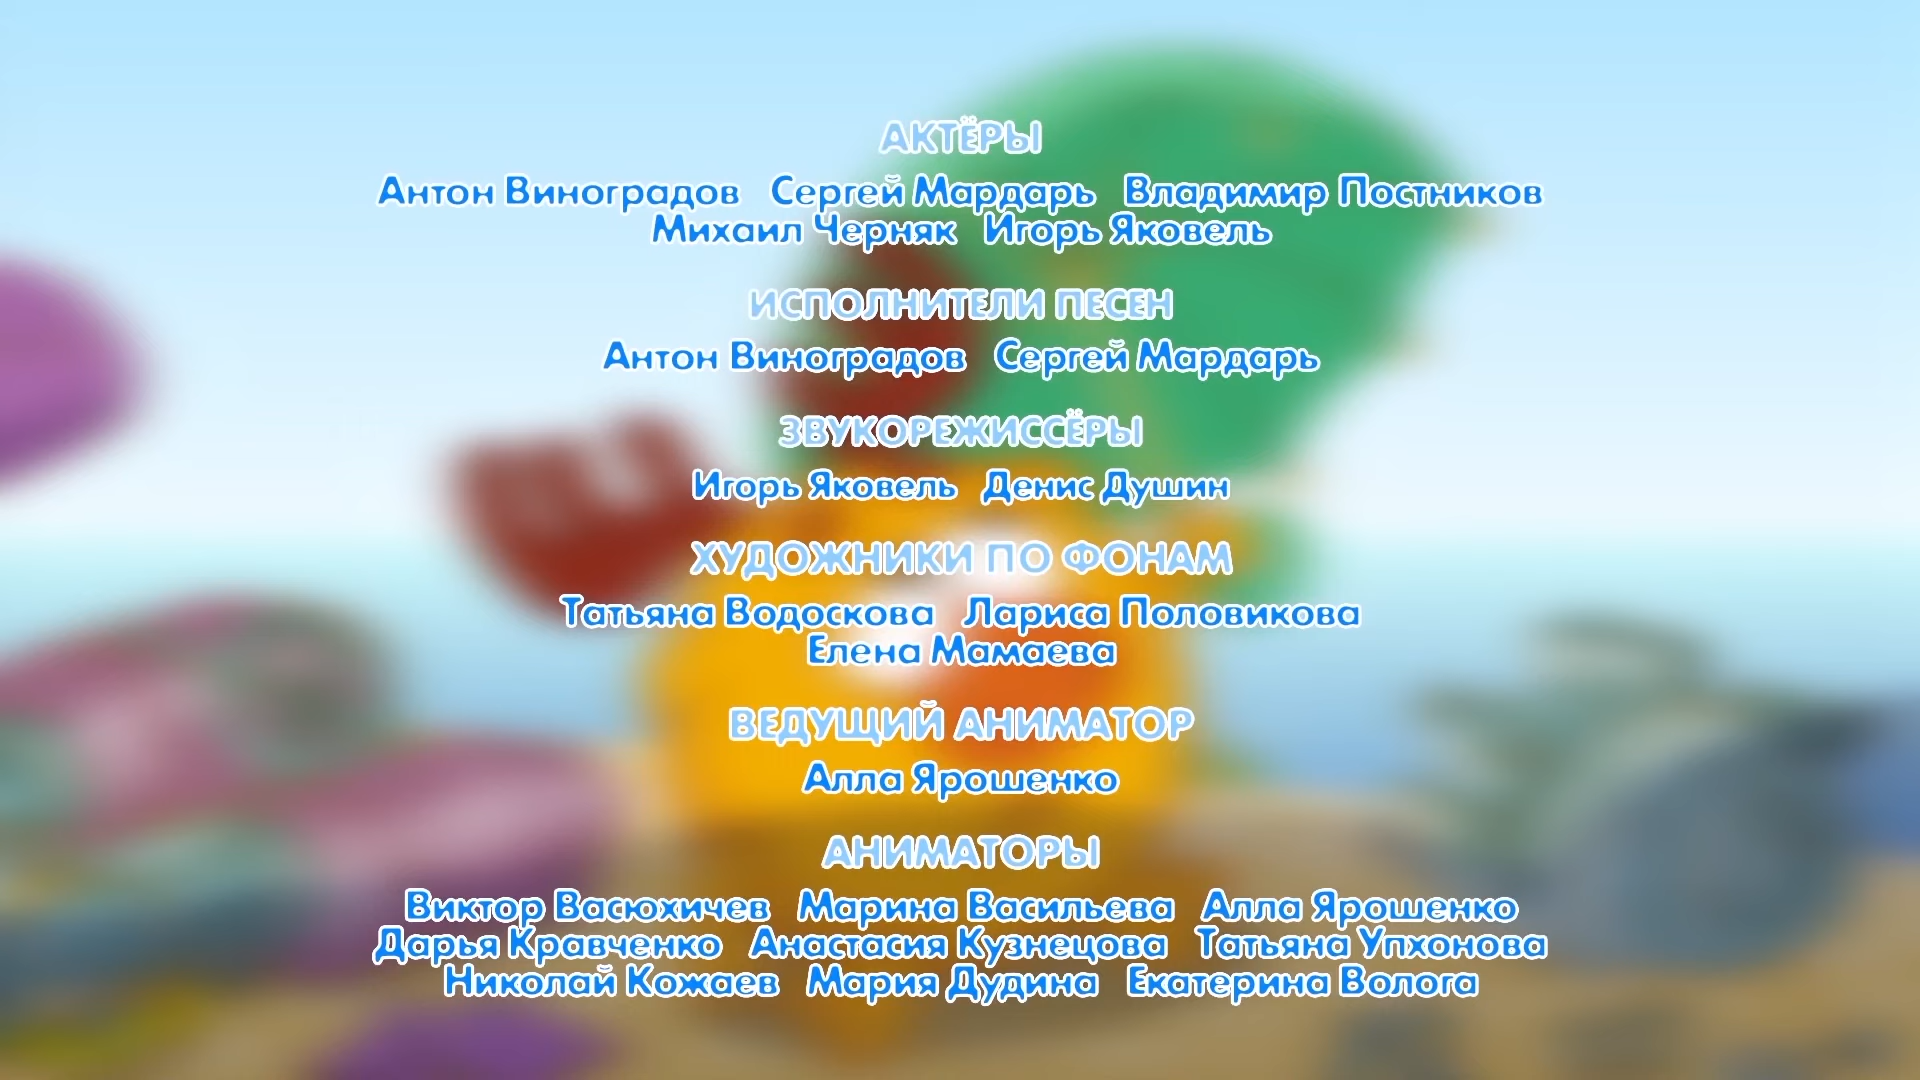 АКТЁРЫ
Антон Виноградов Сергей Мардарь Владимир Постников
Михаил Черняк Игорь Яковель
ИСПОЛНИТЕЛИ ПЕСЕН
Антон Виноградов Сергей Мардарь
ЗВУКОРЕЖИССЁРЫ
Игорь Яковель Денис Душин
ХУДОЖНИКИ ПО ФОНАМ
Татьяна Водоскова Лариса Половикова
Елена Мамаева
ВЕДУЩИЙ АНИМАТОР
Алла Ярошенко
АНИМАТОРЫ
Виктор Васюхичев Марина Васильева Алла Ярошенко
Дарья Кравченко Анастасия Кузнецова Татьяна Упхонова
Николай Кожаев Мария Дудина Екатерина Волога